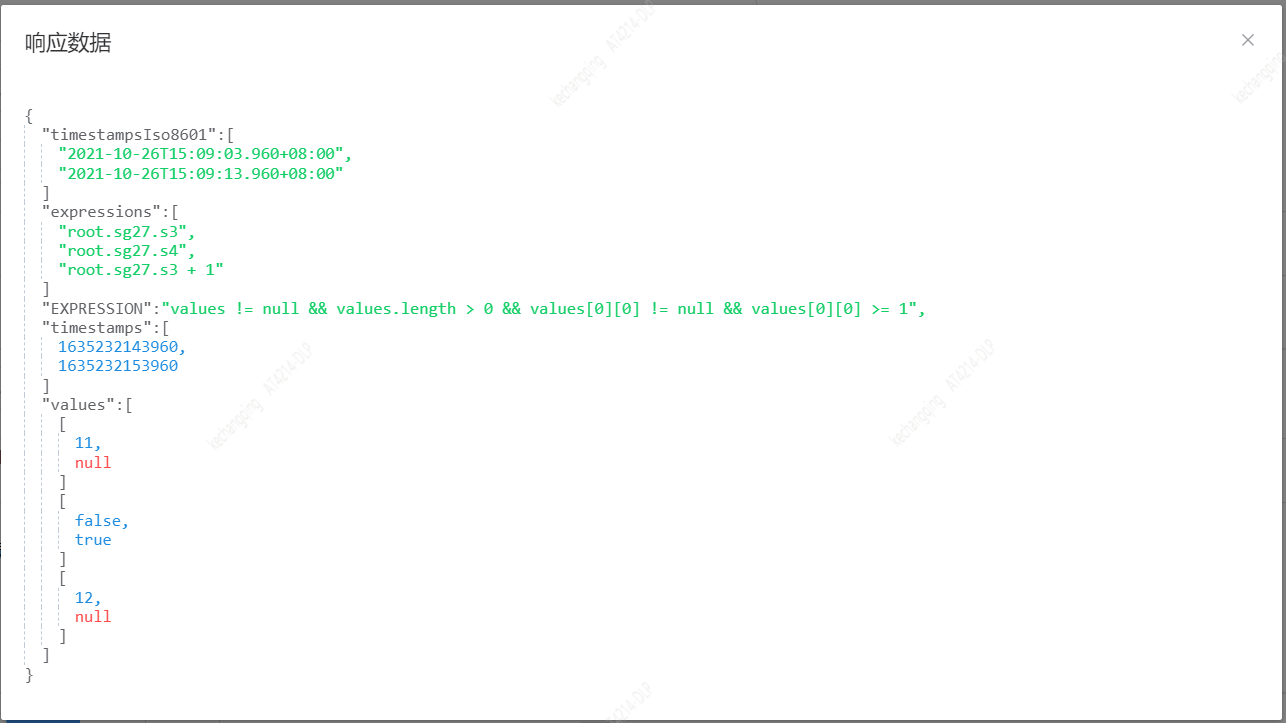 响应数据
{
"timestampsIso8601":[
"2021-10-26T15:09:03.960+08:00",
"2021-10-26T15:09:13.960+08:00"
]
"expressions":[
"root.sg27.s3",
"root.sg27.s4",
"root.sg27.s3 + 1"
]
"EXPRESSION":"values != null && values.length > 0 && values[0][0] != null && values[0][0] >= 1",
"timestamps":[
1635232143960,
1635232153960
]
"values":[
[
11,
null
]
[
false,
true
]
[
12,
null
]
]
}
kechangqing AT4214-DLP
kechangqing
kechangqing AT4214-DLP
kechangqing AT4214-DLP
AT4214-DLP